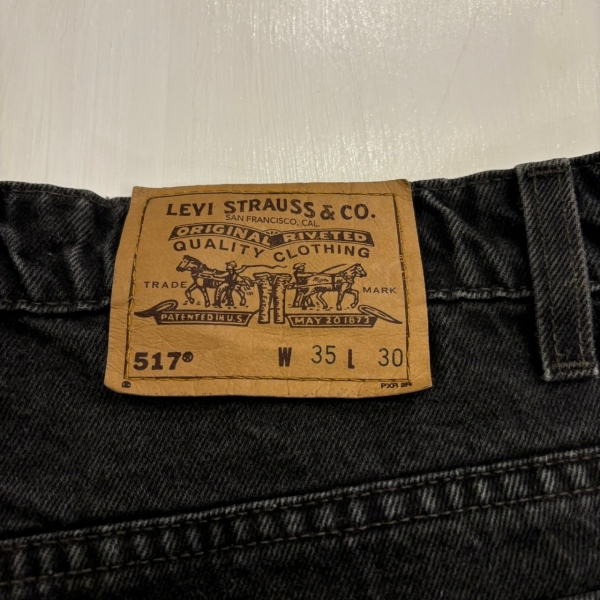 LEVI STRAUSS & CO.
SAN FRANCISCO, CAL.
ORIGINAL RIVETED
QUALITY CLOTHING
TRADE MARK
PATENTED IN U.S. MAY 20 1873
517® W 35 L 30
®